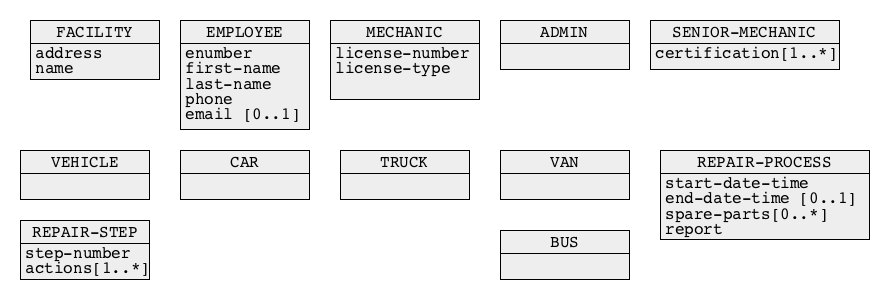 FACILITY
address
name
EMPLOYEE
enumber
first-name
last-name
phone
email [0..1]
MECHANIC
license-number
license-type
ADMIN
SENIOR-MECHANIC
certification[1..*]
VEHICLE
CAR
TRUCK
VAN
REPAIR-PROCESS
start-date-time
end-date-time [0..1]
spare-parts[0..*]
report
REPAIR-STEP
step-number
actions[1..*]
BUS